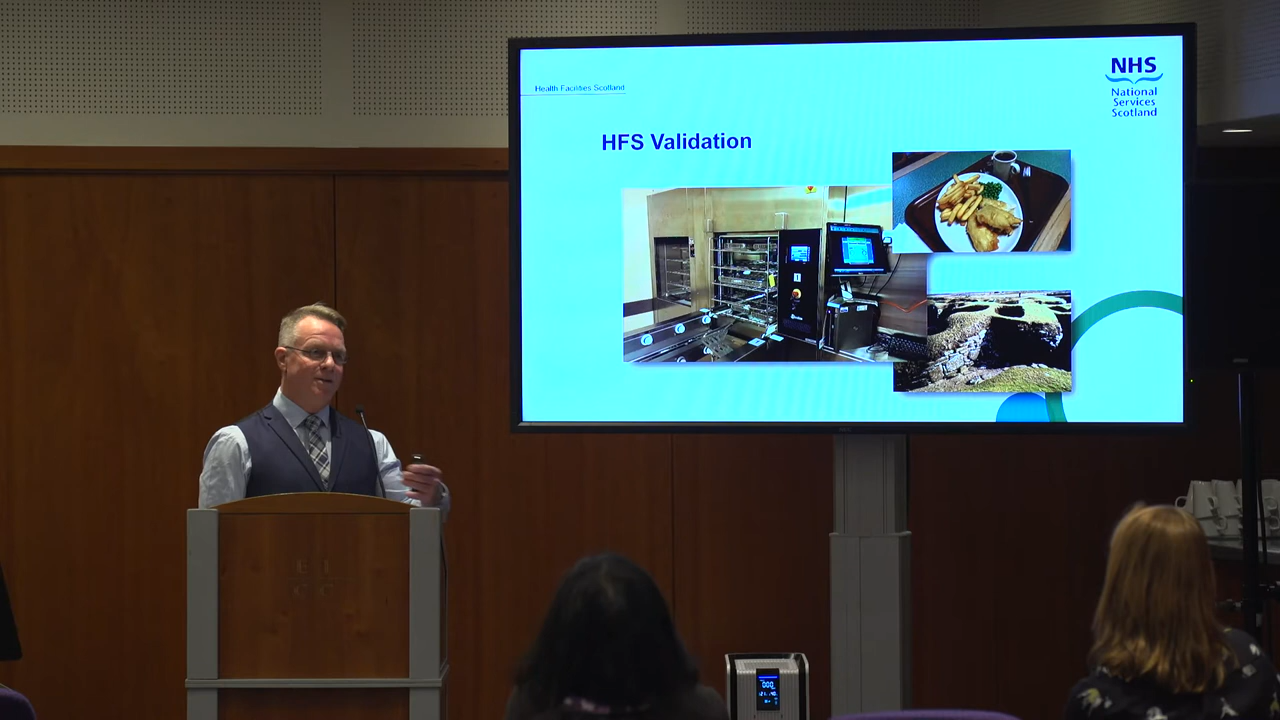 Health Facilities Scotland
NHS
National
Services
Scotland
HFS Validation